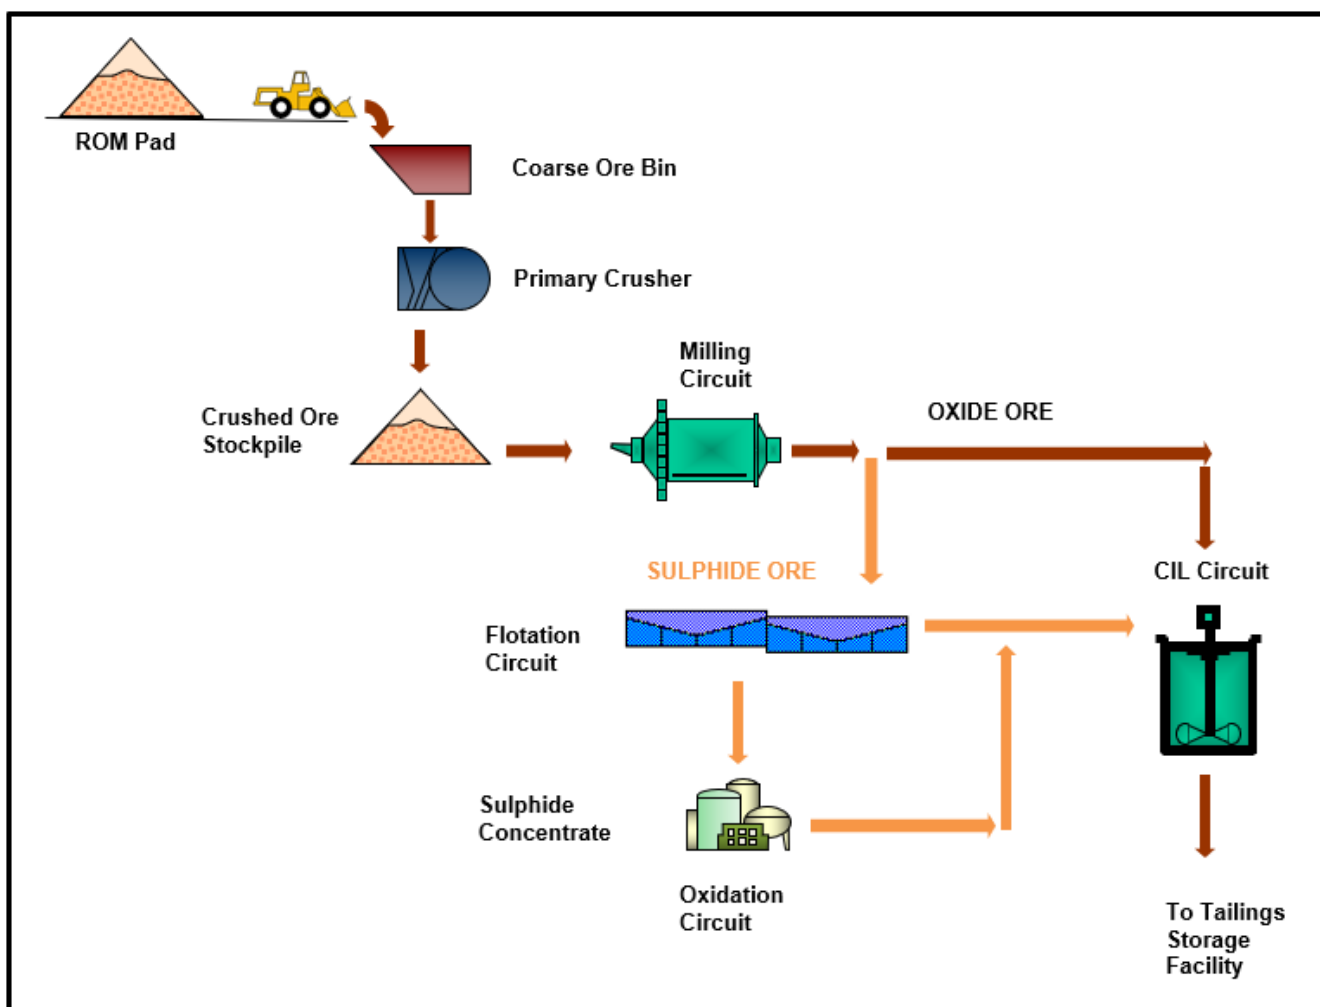 ROM Pad
Coarse Ore Bin
Primary Crusher
Milling
Circuit
Crushed Ore
Stockpile
OXIDE ORE
SULPHIDE ORE
CIL Circuit
Flotation
Circuit
Sulphide
Concentrate
Oxidation
Circuit
To Tailings
Storage
Facility